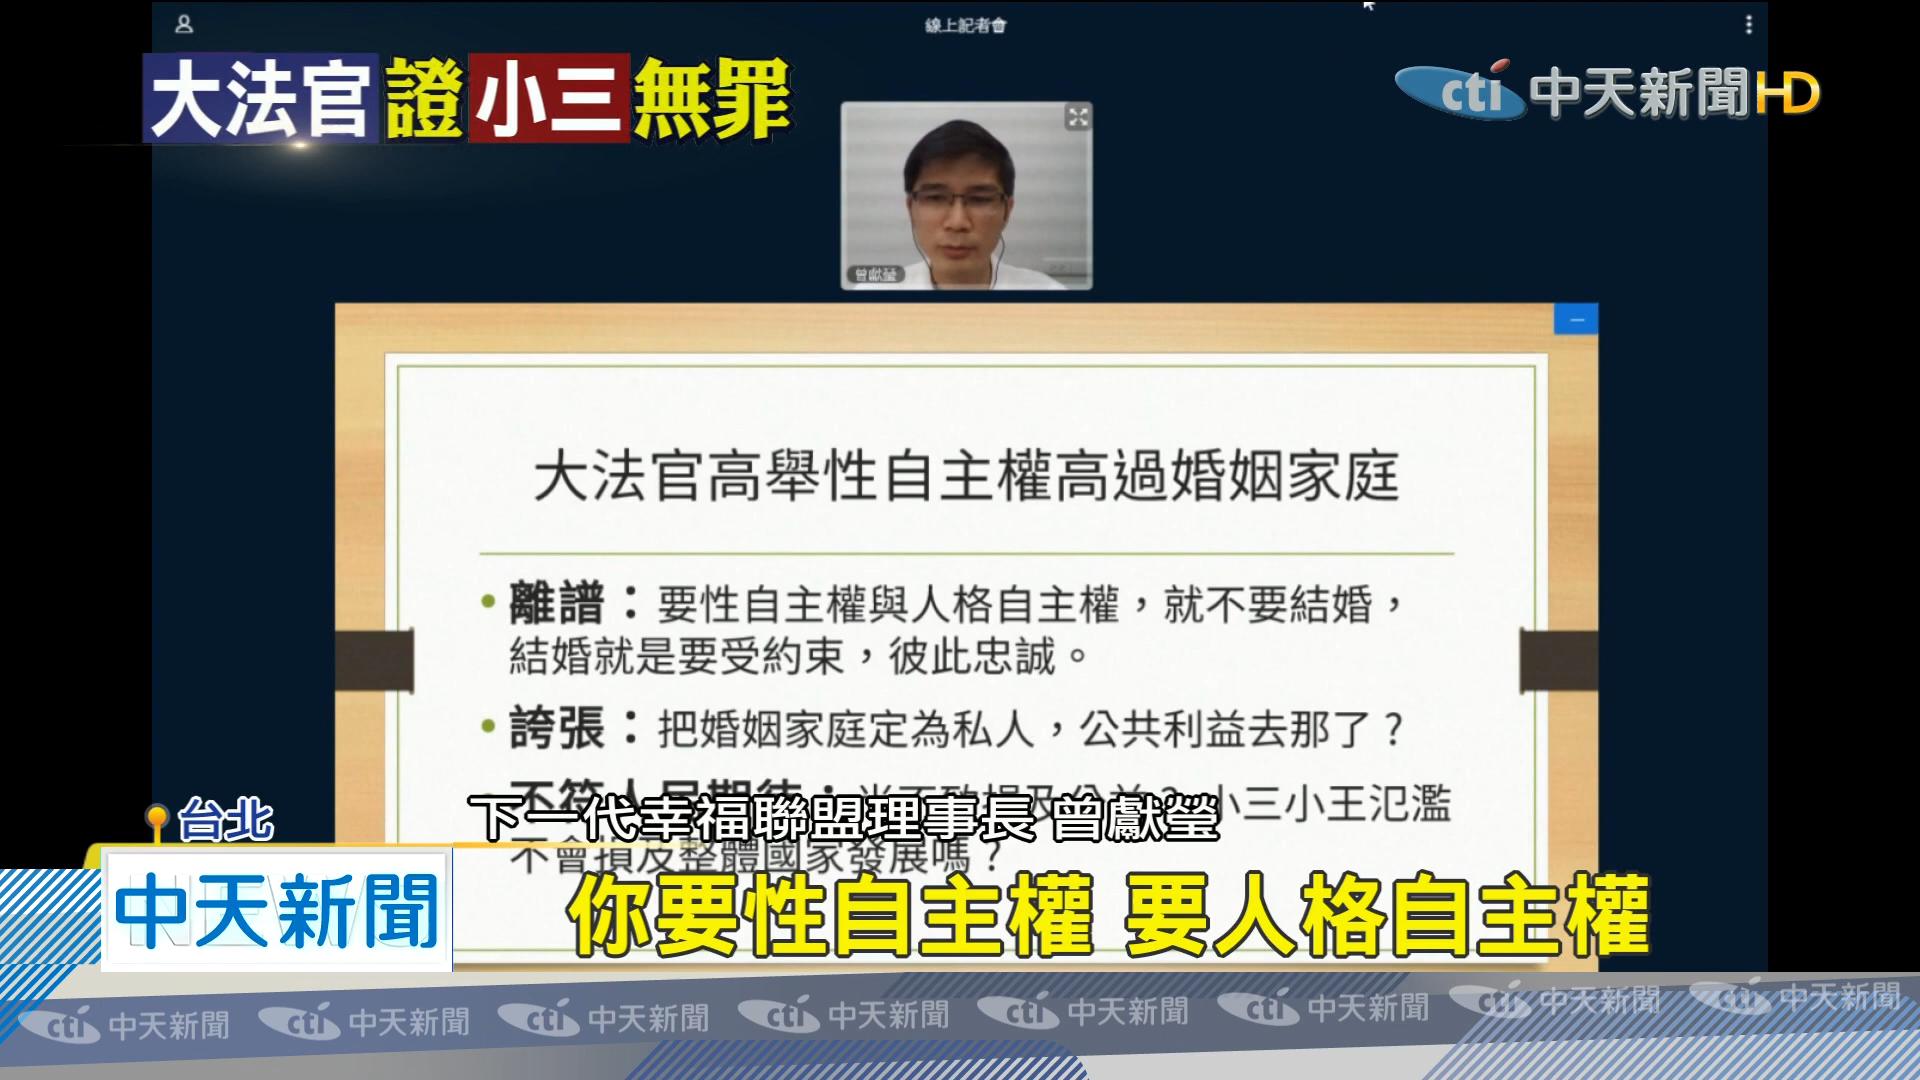 線上記者會
大法官證小三無罪
cti 中天新聞HD
曾獻瑩
大法官高舉性自主權高過婚姻家庭
• 離譜：要性自主權與人格自主權，就不要結婚，
結婚就是要受約束，彼此忠誠。
• 誇張：把婚姻家庭定為私人，公共利益去那了？
不符人民期待：
小三小王氾濫
不會損及整體國家發展嗎？
台北
下一代幸福聯盟理事長 曾獻瑩
中天新聞
你要性自主權 要人格自主權
cti 中天新聞 cti 中天新聞 cti 中天新聞 cti 中天新聞 cti 中天新聞 cti 中天新聞 cti 中天新聞 cti 中天新聞